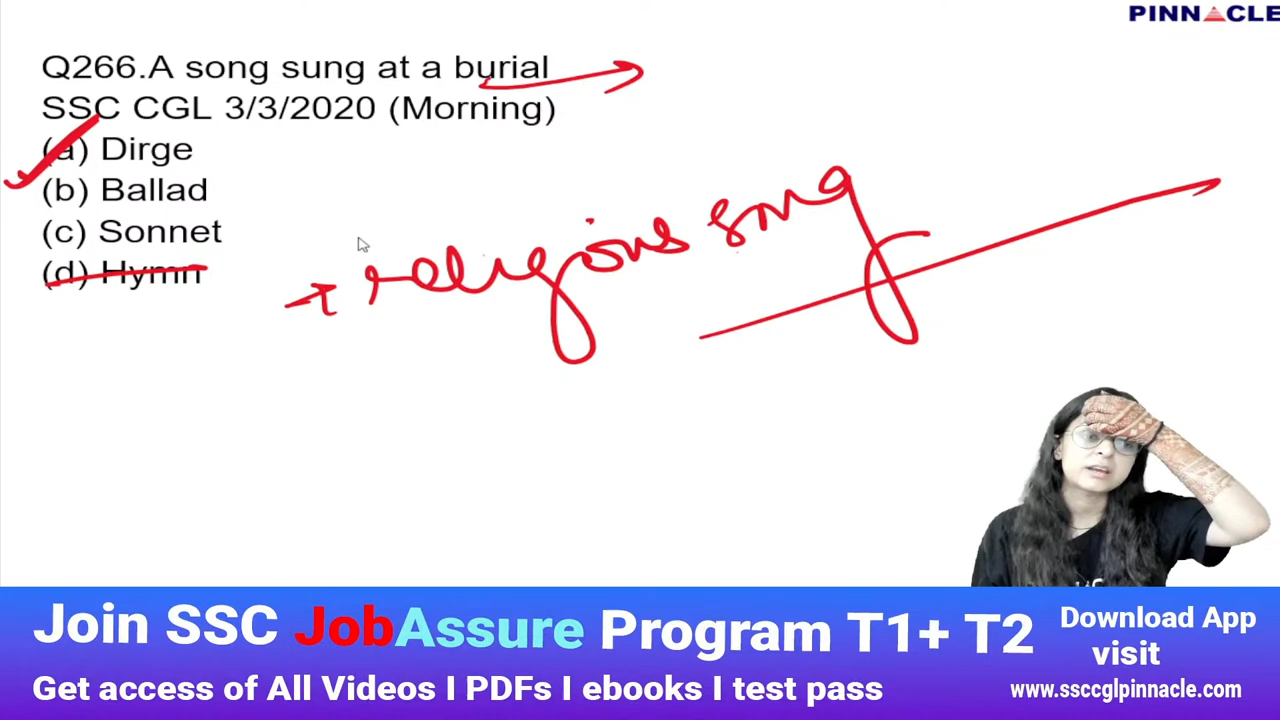 PINNACLE
Q266.A song sung at a burial
SSC CGL 3/3/2020 (Morning)
(a) Dirge
(b) Ballad
(c) Sonnet
(d) Hymn
religious song
Join SSC JobAssure Program T1+ T2
Get access of All Videos I PDFs I ebooks I test pass
Download App
visit
www.ssccglpinnacle.com